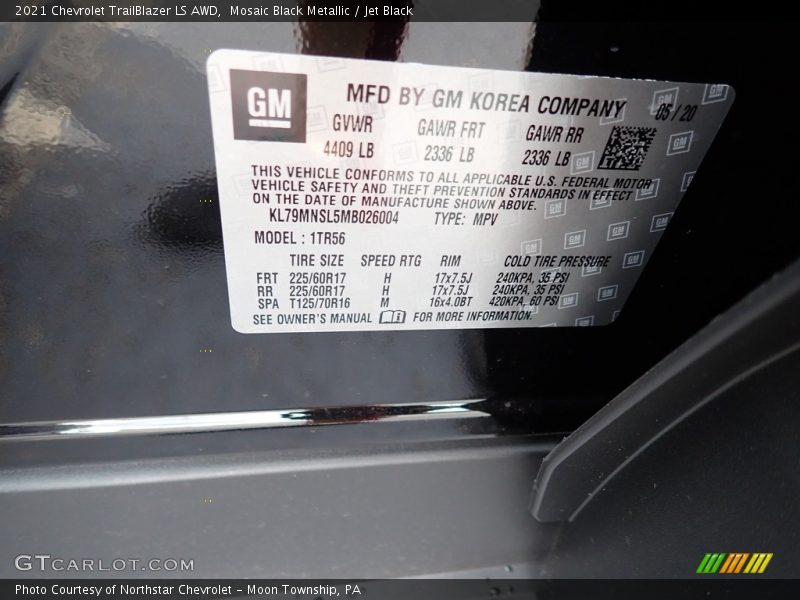 2021 Chevrolet TrailBlazer LS AWD, Mosaic Black Metallic / Jet Black
GM
MFD BY GM KOREA COMPANY 05 / 20
GVWR GAWR FRT GAWR RR
4409 LB 2336 LB 2336 LB
THIS VEHICLE CONFORMS TO ALL APPLICABLE U.S. FEDERAL MOTOR
VEHICLE SAFETY AND THEFT PREVENTION STANDARDS IN EFFECT
ON THE DATE OF MANUFACTURE SHOWN ABOVE.
KL79MNSL5MB026004 TYPE: MPV
MODEL : 1TR56
TIRE SIZE SPEED RTG RIM COLD TIRE PRESSURE
FRT 225/60R17 H 17x7.5J 240KPA, 35 PSI
RR 225/60R17 H 17x7.5J 240KPA, 35 PSI
SPA T125/70R16 M 16x4.0BT 420KPA, 60 PSI
SEE OWNER'S MANUAL FOR MORE INFORMATION.
GTCARLOT.COM
Photo Courtesy of Northstar Chevrolet - Moon Township, PA